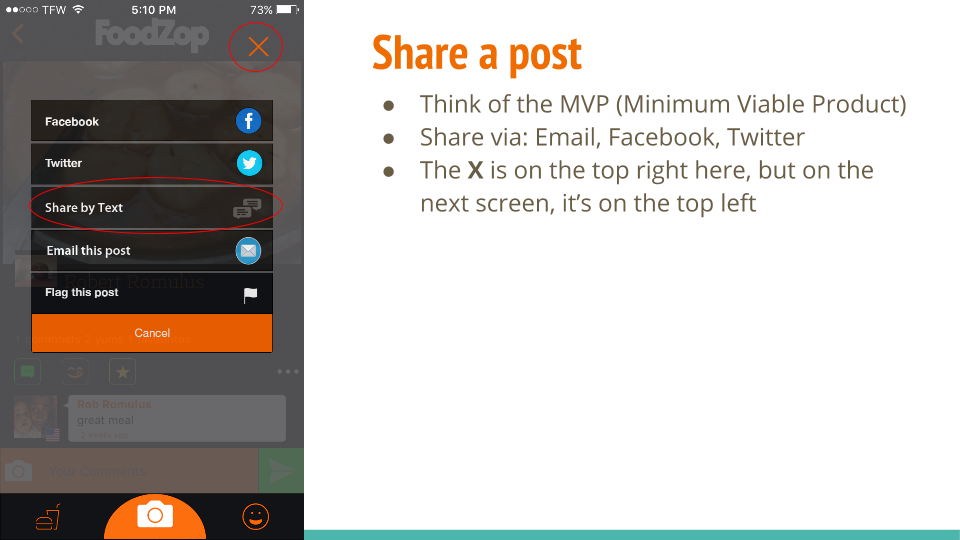 TFW 5:10 PM 73%
FoodZop
Facebook
Twitter
Share by Text
Email this post
Robert Romulus
Flag this post
Cancel
Rob Romulus
great meal
Your Comments
Share a post
● Think of the MVP (Minimum Viable Product)
● Share via: Email, Facebook, Twitter
● The X is on the top right here, but on the
next screen, it’s on the top left